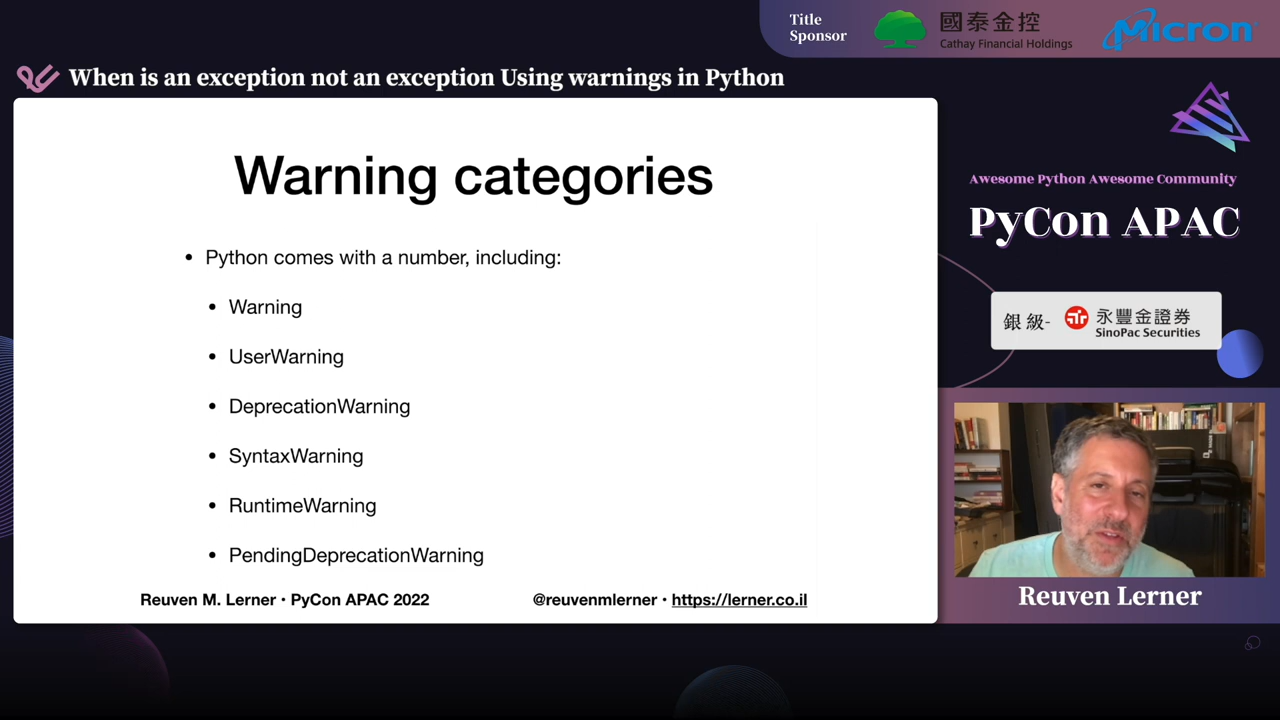 Title
Sponsor
國泰金控
Cathay Financial Holdings
Micron
When is an exception not an exception Using warnings in Python
Warning categories
• Python comes with a number, including:
• Warning
• UserWarning
• DeprecationWarning
• SyntaxWarning
• RuntimeWarning
• PendingDeprecationWarning
Reuven M. Lerner • PyCon APAC 2022
@reuvenmlerner • https://lerner.co.il
Awesome Python Awesome Community
PyCon APAC
銀級-
永豐金證券
SinoPac Securities
Reuven Lerner